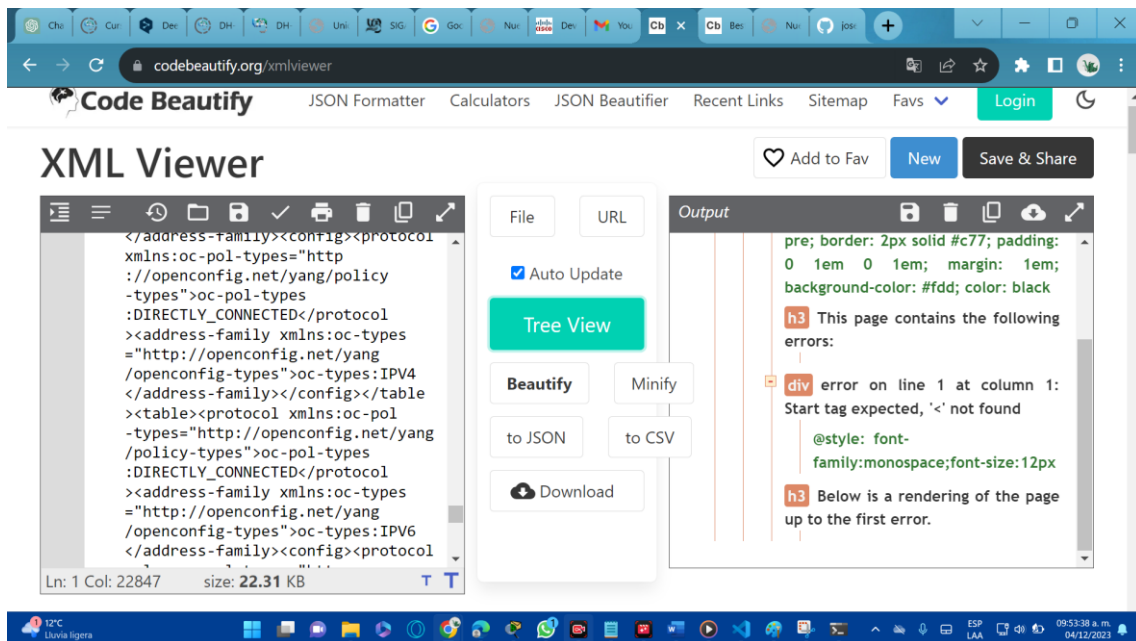 Cha
Cur
Dee
DH-
DH-
Uni
SIG
Goo
Nuc
Dev
You
Cb
Cb Bes
Nu
jose
codebeautify.org/xmlviewer
Code Beautify
JSON Formatter
Calculators
JSON Beautifier
Recent Links
Sitemap
Favs
Login
XML Viewer
Add to Fav
New
Save & Share
</address-family><config><protocol
xmlns:oc-pol-types="http
://openconfig.net/yang/policy
-types">oc-pol-types
:DIRECTLY_CONNECTED</protocol
><address-family xmlns:oc-types
="http://openconfig.net/yang
/openconfig-types">oc-types:IPV4
</address-family></config></table
><table><protocol xmlns:oc-pol
-types="http://openconfig.net/yang
/policy-types">oc-pol-types
:DIRECTLY_CONNECTED</protocol
><address-family xmlns:oc-types
="http://openconfig.net/yang
/openconfig-types">oc-types:IPV6
</address-family><config><protocol
Ln: 1 Col: 22847
size: 22.31 KB
T T
File
URL
Auto Update
Tree View
Beautify
Minify
to JSON
to CSV
Download
Output
pre; border: 2px solid #c77; padding:
0 1em 0 1em; margin: 1em;
background-color: #fdd; color: black
h3 This page contains the following
errors:
div error on line 1 at column 1:
Start tag expected, '<' not found
@style: font-
family:monospace;font-size:12px
h3 Below is a rendering of the page
up to the first error.
12°C
Lluvia ligera
ESP
LAA
09:53:38 a. m.
04/12/2023